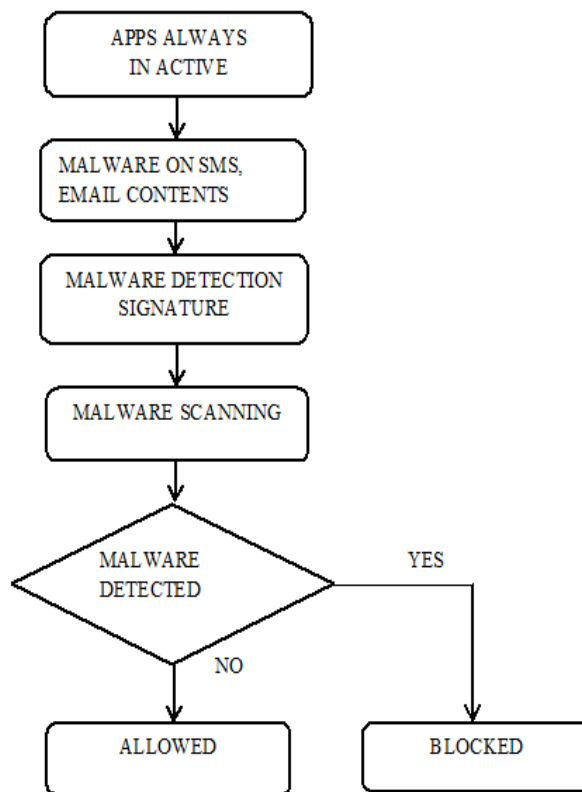 APPS ALWAYS
IN ACTIVE
MALWARE ON SMS,
EMAIL CONTENTS
MALWARE DETECTION
SIGNATURE
MALWARE SCANNING
MALWARE
DETECTED
YES
NO
ALLOWED
BLOCKED